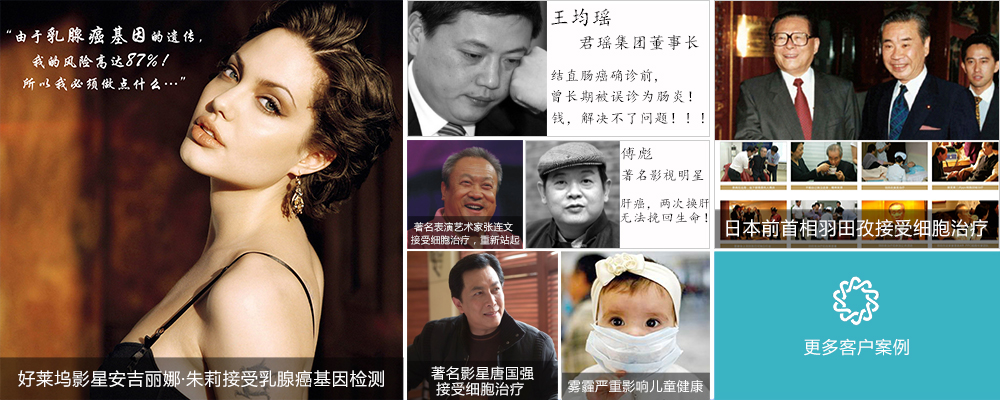 “由于乳腺癌基因的遗传,
我的风险高达87%!
所以我必须做点什么…”
好莱坞影星安吉丽娜·朱莉接受乳腺癌基因检测
王均瑶
君瑶集团董事长
结直肠癌确诊前,
曾长期被误诊为肠炎!
钱, 解决不了问题!!!
著名表演艺术家张连文
接受细胞治疗，重新站起
傅彪
著名影视明星
肝癌, 两次换肝
无法挽回生命!
著名影星唐国强
接受细胞治疗
雾霾严重影响儿童健康
日本前首相羽田孜接受细胞治疗
更多客户案例